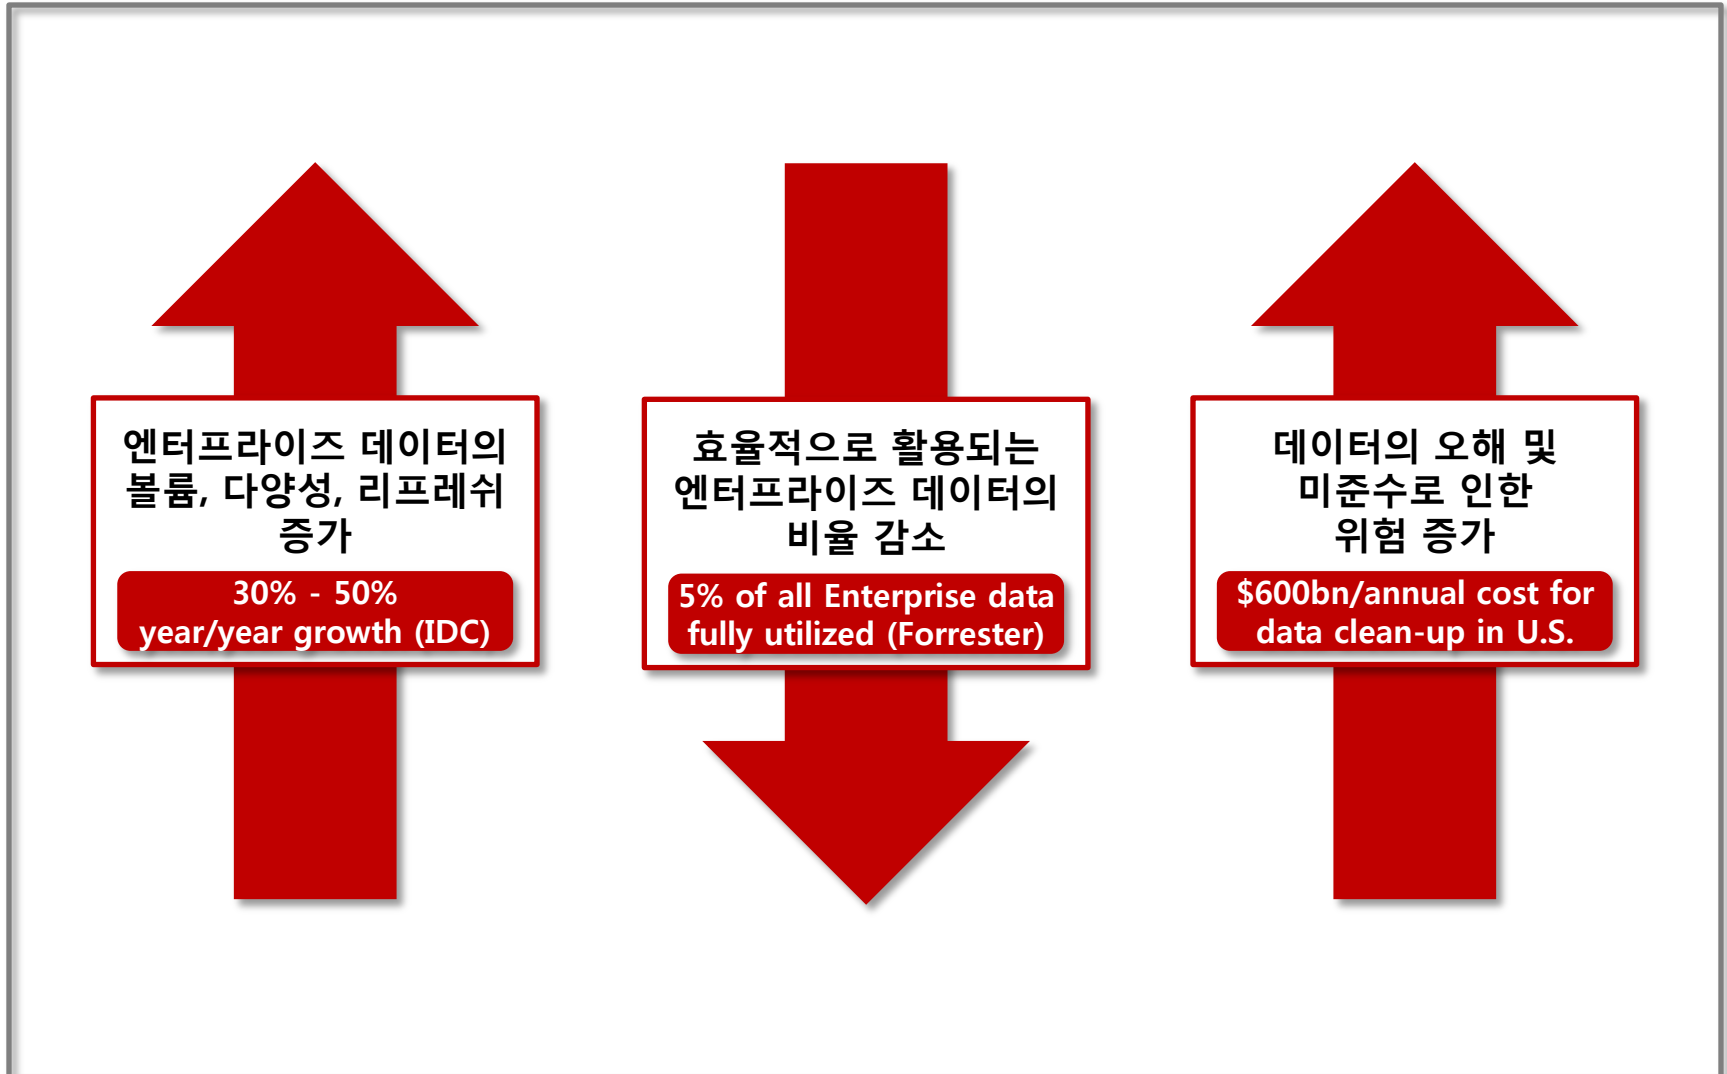 엔터프라이즈 데이터의
볼륨, 다양성, 리프레쉬
증가
30% - 50%
year/year growth (IDC)
효율적으로 활용되는
엔터프라이즈 데이터의
비율 감소
5% of all Enterprise data
fully utilized (Forrester)
데이터의 오해 및
미준수로 인한
위험 증가
$600bn/annual cost for
data clean-up in U.S.